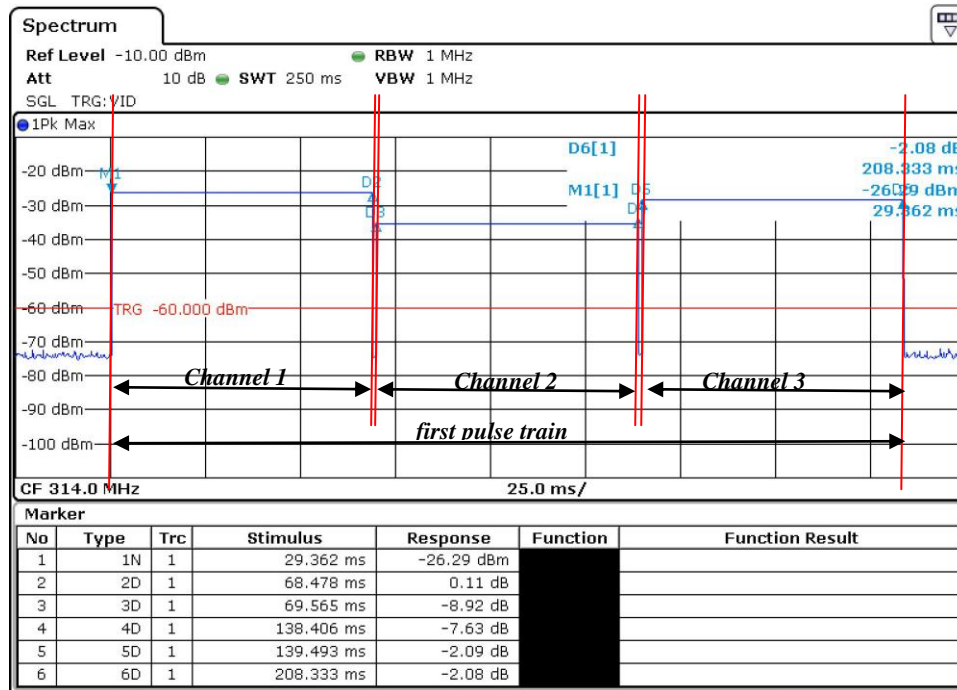 Spectrum
Ref Level -10.00 dBm RBW 1 MHz
Att 10 dB SWT 250 ms VBW 1 MHz
SGL TRG:VID
1Pk Max
D6[1] -2.08 dB
208.333 ms
M1[1] -26.29 dBm
29.362 ms
-20 dBm
M1
D2
D5
-30 dBm
D3
-40 dBm
-50 dBm
-60 dBm
TRG -60.000 dBm
-70 dBm
-80 dBm
Channel 1 Channel 2 Channel 3
-90 dBm
first pulse train
-100 dBm
CF 314.0 MHz 25.0 ms/
Marker
No Type Trc Stimulus Response Function Function Result
1 1N 1 29.362 ms -26.29 dBm
2 2D 1 68.478 ms 0.11 dB
3 3D 1 69.565 ms -8.92 dB
4 4D 1 138.406 ms -7.63 dB
5 5D 1 139.493 ms -2.09 dB
6 6D 1 208.333 ms -2.08 dB